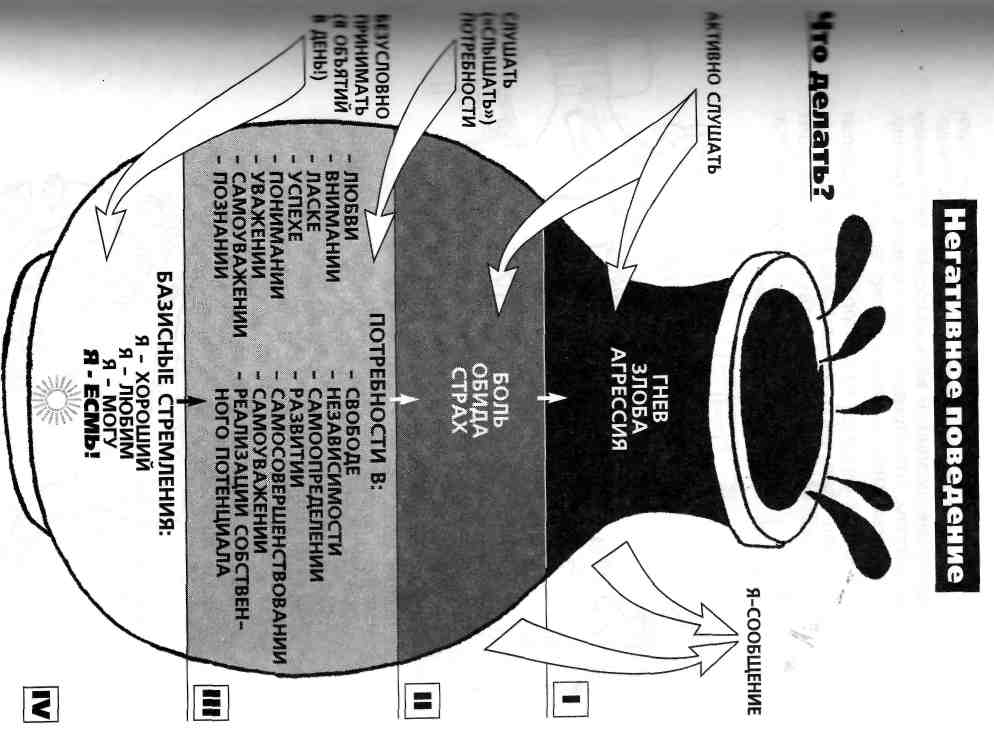 Негативное поведение
Что делать?
АКТИВНО СЛУШАТЬ
Я-СООБЩЕНИЕ
ГНЕВ
ЗЛОБА
АГРЕССИЯ
I
СЛУШАТЬ
(«СЛЫШАТЬ»)
ПОТРЕБНОСТИ
БОЛЬ
ОБИДА
СТРАХ
II
БЕЗУСЛОВНО
ПРИНИМАТЬ
(8 ОБЪЯТИЙ
В ДЕНЬ!)
ПОТРЕБНОСТИ В:
– ЛЮБВИ
– ВНИМАНИИ
– ЛАСКЕ
– УСПЕХЕ
– ПОНИМАНИИ
– УВАЖЕНИИ
– САМОУВАЖЕНИИ
– ПОЗНАНИИ
– СВОБОДЕ
– НЕЗАВИСИМОСТИ
– САМООПРЕДЕЛЕНИИ
– РАЗВИТИИ
– САМОСОВЕРШЕНСТВОВАНИИ
– САМОУВАЖЕНИИ
– РЕАЛИЗАЦИИ СОБСТВЕН-
НОГО ПОТЕНЦИАЛА
III
БАЗИСНЫЕ СТРЕМЛЕНИЯ:
Я – ХОРОШИЙ
Я – ЛЮБИМ
Я – МОГУ
Я - ЕСМЬ!
IV